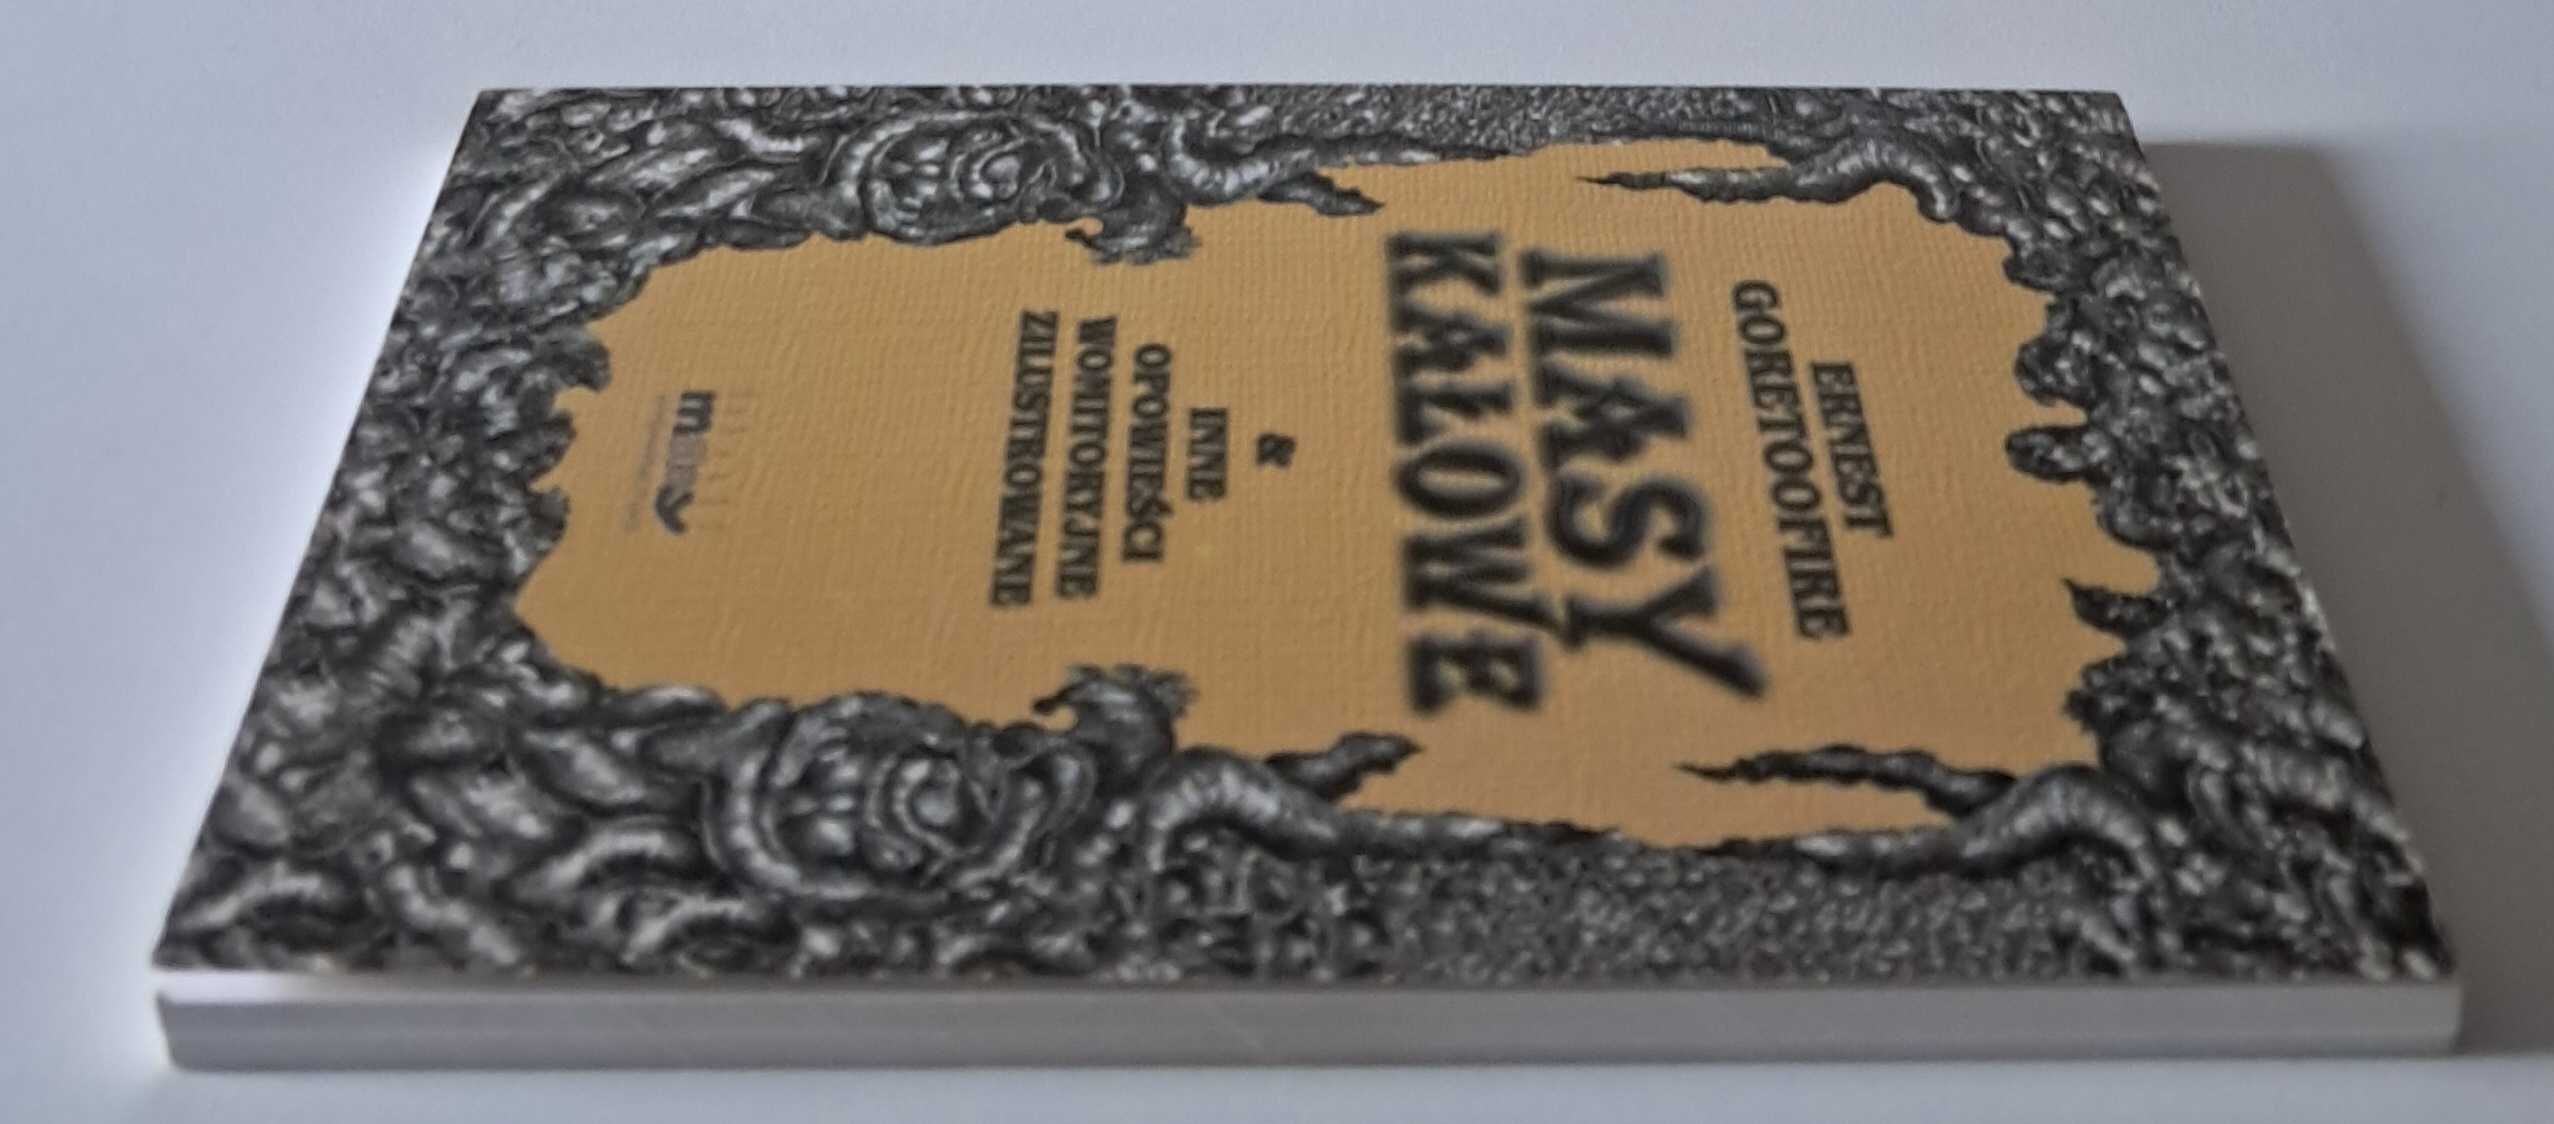 ERNEST
GORETOOFIRE
MASY
KAŁOWE
&
INNE
OPOWIEŚCI
WOMITORYJNE
ZILUSTROWANE